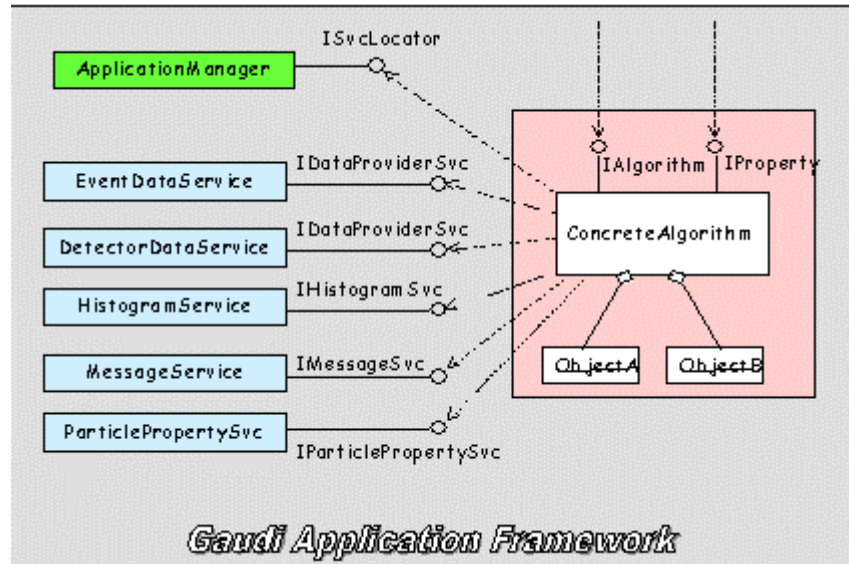 ISvcLocator
ApplicationManager
IAlgorithm
IProperty
IDataProviderSvc
EventDataService
ConcreteAlgorithm
IDataProviderSvc
DetectorDataService
IHistogramSvc
HistogramService
IMessageSvc
MessageService
ObjectA
ObjectB
ParticlePropertySvc
IParticlePropertySvc
Gaudi Application Framework